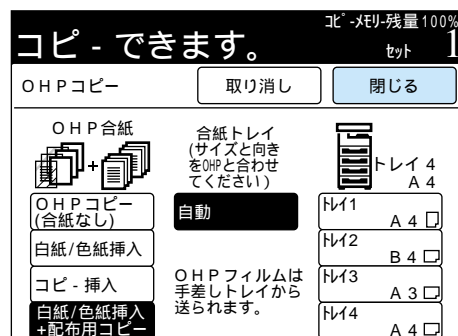 コピ-メモリ-残量100%
コピ-できます。
セット 1
OHPコピー
取り消し
閉じる
OHP合紙
+
合紙トレイ
(サイズと向き
をOHPと合わせ
てください)
トレイ4
A4
OHPコピー
(合紙なし)
白紙/色紙挿入
コピ-挿入
白紙/色紙挿入
+配布用コピー
自動
OHPフィルムは
手差しトレイから
送られます。
トレイ1
A4
トレイ2
B4
トレイ3
A3
トレイ4
A4